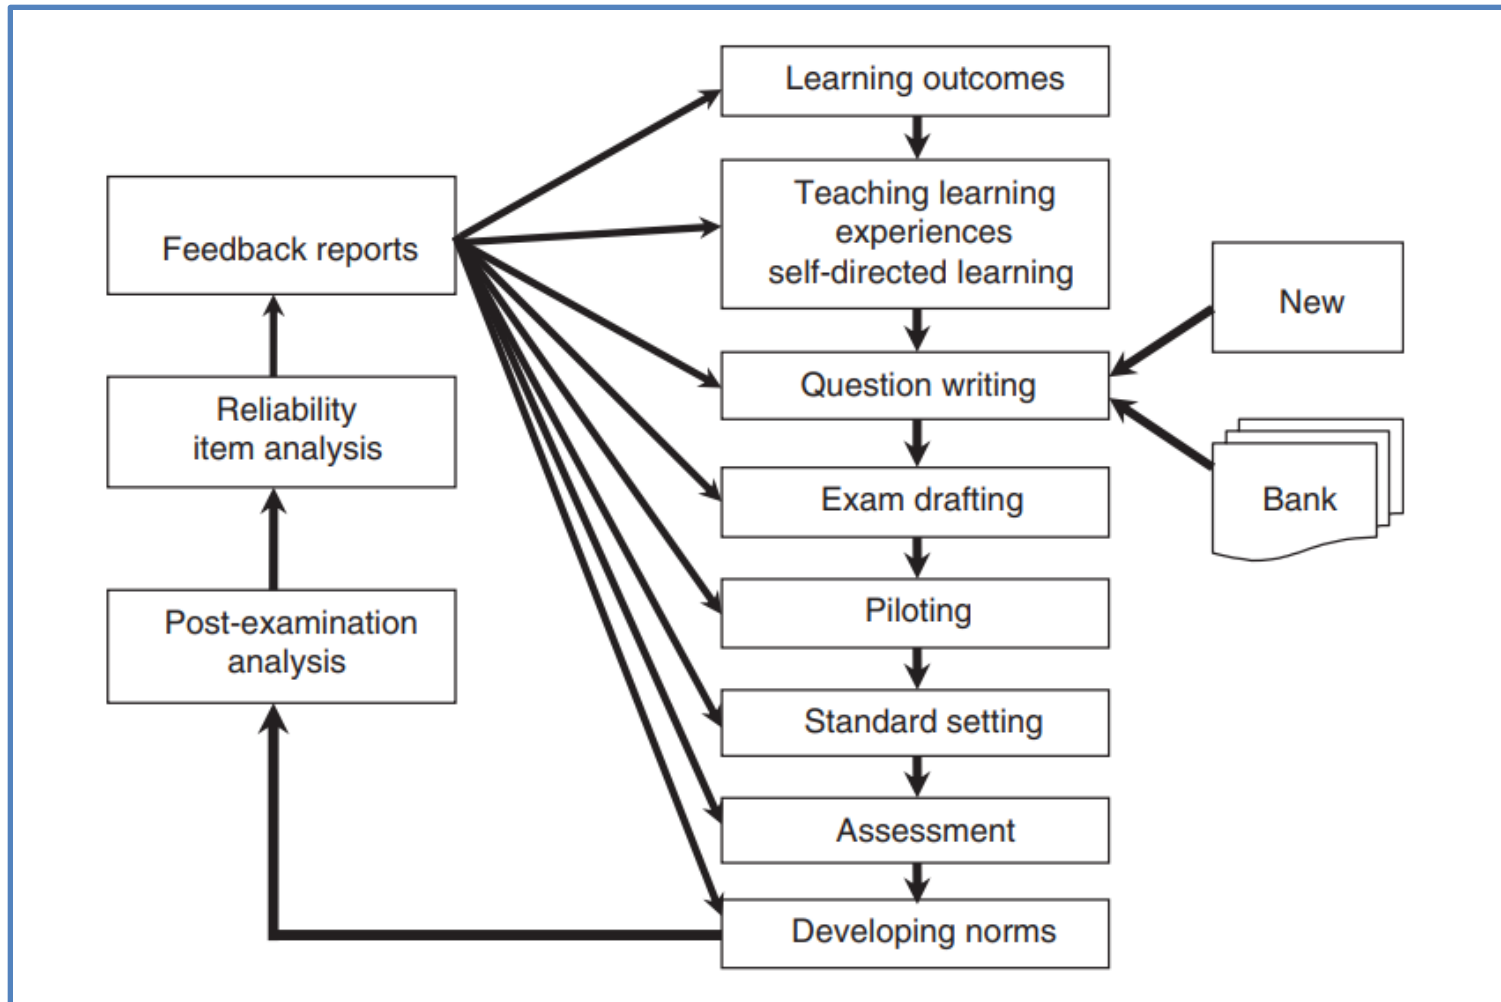 Learning outcomes
Teaching learning
experiences
self-directed learning
Feedback reports
New
Question writing
Reliability
item analysis
Exam drafting
Bank
Piloting
Post-examination
analysis
Standard setting
Assessment
Developing norms